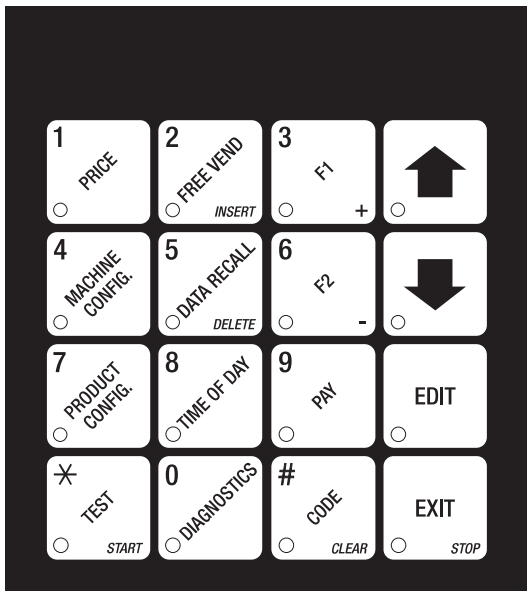 1
PRICE
2
FREE VEND
INSERT
3
F1
+
4
MACHINE
CONFIG.
5
DATA RECALL
DELETE
6
F2
-
7
PRODUCT
CONFIG.
8
TIME OF DAY
9
PAY
EDIT
*
TEST
START
0
DIAGNOSTICS
#
CODE
CLEAR
EXIT
STOP